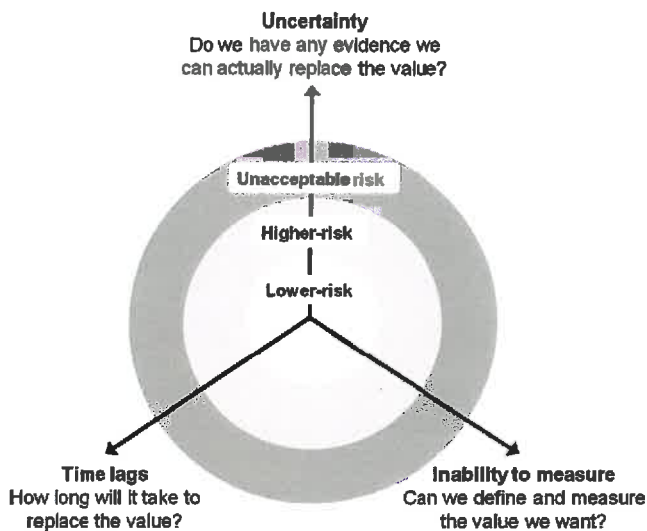 Uncertainty
Do we have any evidence we
can actually replace the value?
Unacceptable risk
Higher-risk
Lower-risk
Time lags
How long will it take to
replace the value?
Inability to measure
Can we define and measure
the value we want?